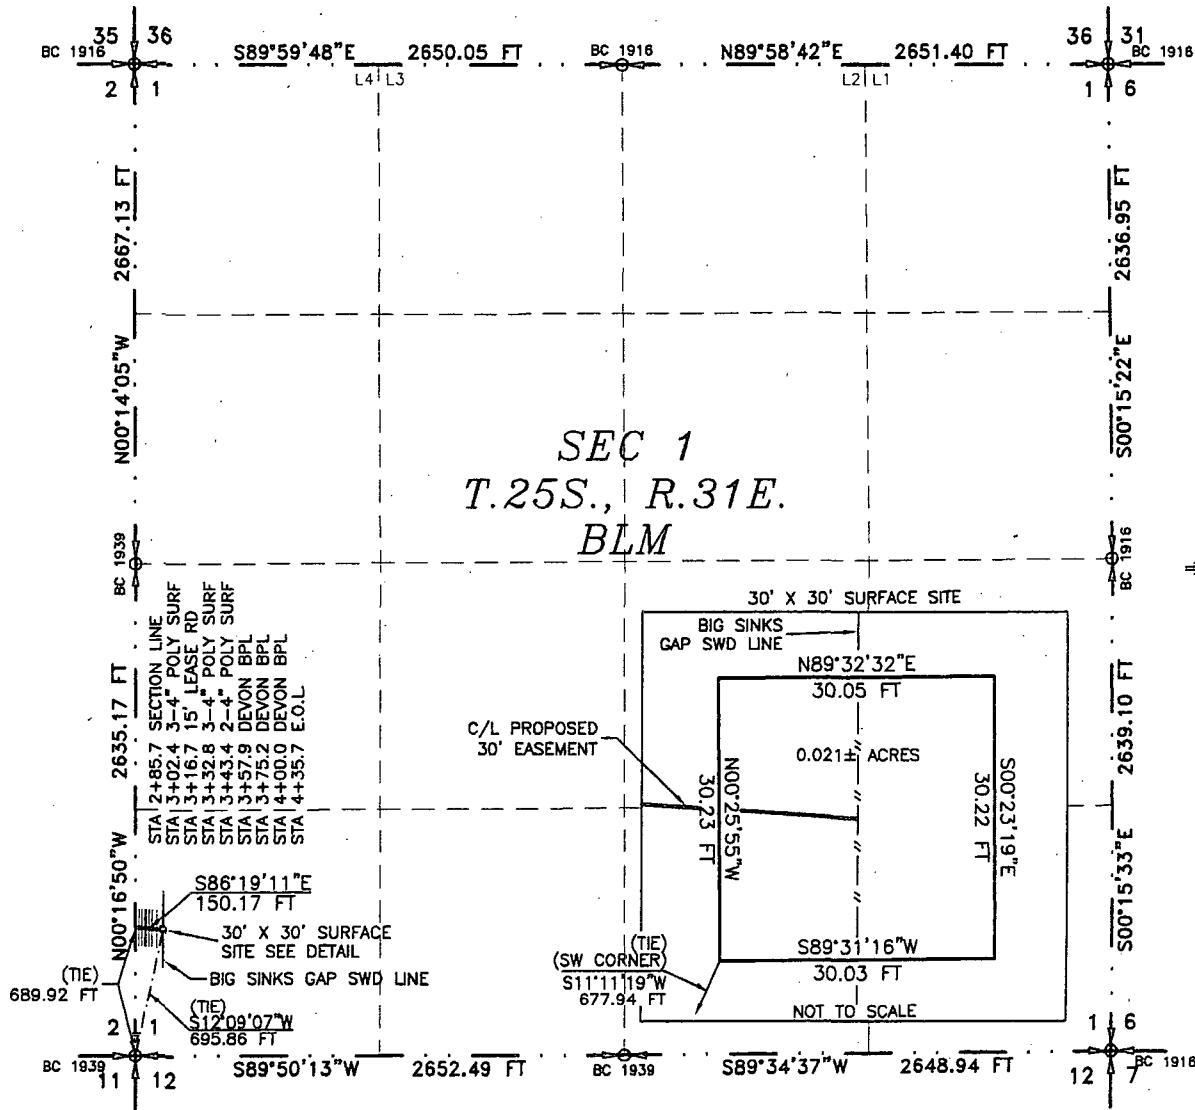 35 36
BC 1916
S89°59'48"E 2650.05 FT
BC 1916
N89°58'42"E 2651.40 FT
36 31
BC 1916
2 1
L4 L3
L2 L1
1 6
N00°14'05"W 2667.13 FT
S00°15'22"E 2636.95 FT
SEC 1
T.25S., R.31E.
BLM
BC 1939
BC 1916
STA 2+85.7 SECTION LINE
STA 3+02.4 3-4" POLY SURF
STA 3+16.7 15' LEASE RD
STA 3+32.8 3-4" POLY SURF
STA 3+43.4 2-4" POLY SURF
STA 3+57.9 DEVON BPL
STA 3+75.2 DEVON BPL
STA 4+00.0 DEVON BPL
STA 4+35.7 E.O.L.
N00°16'50"W 2635.17 FT
30' X 30' SURFACE SITE
BIG SINKS
GAP SWD LINE
N89°32'32"E
30.05 FT
C/L PROPOSED
30' EASEMENT
0.021± ACRES
N00°25'55"W
30.23 FT
S00°23'19"E
30.22 FT
S89°31'16"W
30.03 FT
(TIE)
(SW CORNER)
S11°11'19"W
677.94 FT
NOT TO SCALE
S00°15'33"E 2639.10 FT
S86°19'11"E
150.17 FT
30' X 30' SURFACE
SITE SEE DETAIL
BIG SINKS GAP SWD LINE
(TIE)
689.92 FT
(TIE)
S12°09'07"W
695.86 FT
2 1
BC 1939
11 12
S89°50'13"W 2652.49 FT
BC 1939
S89°34'37"W 2648.94 FT
1 6
BC 1916
12 7